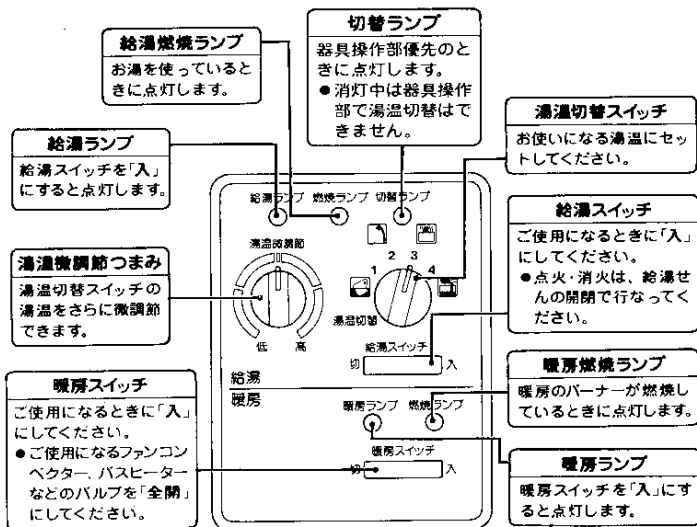 給湯燃焼ランプ
お湯を使っていると
きに点灯します。
切替ランプ
器具操作部優先のと
きに点灯します。
●消灯中は器具操作
部で湯温切替はで
きません。
湯温切替スイッチ
お使いになる湯温にセッ
トしてください。
給湯ランプ
給湯スイッチを「入」
にすると点灯します。
給湯スイッチ
ご使用になるときに「入」
にしてください。
●点火・消火は、給湯せ
んの開閉で行なってく
ださい。
湯温微調節つまみ
湯温切替スイッチの
湯温をさらに微調節
できます。
暖房スイッチ
ご使用になるときに「入」
にしてください。
●ご使用になるファンコン
ベクター、バスヒーター
などのバルブを「全開」
にしてください。
暖房燃焼ランプ
暖房のバーナーが燃焼
しているときに点灯します。
暖房ランプ
暖房スイッチを「入」にす
ると点灯します。
給湯ランプ 燃焼ランプ 切替ランプ
湯温微調節
低 高
1 2 3 4
湯温切替
給湯スイッチ
切 入
給湯
暖房
暖房ランプ 燃焼ランプ
暖房スイッチ
切 入